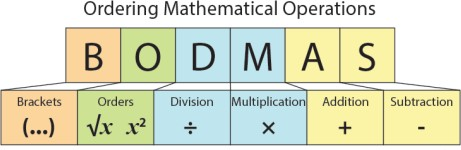 Ordering Mathematical Operations
B O D M A S
Brackets Orders Division Multiplication Addition Subtraction
(...) √x x² ÷ × + -